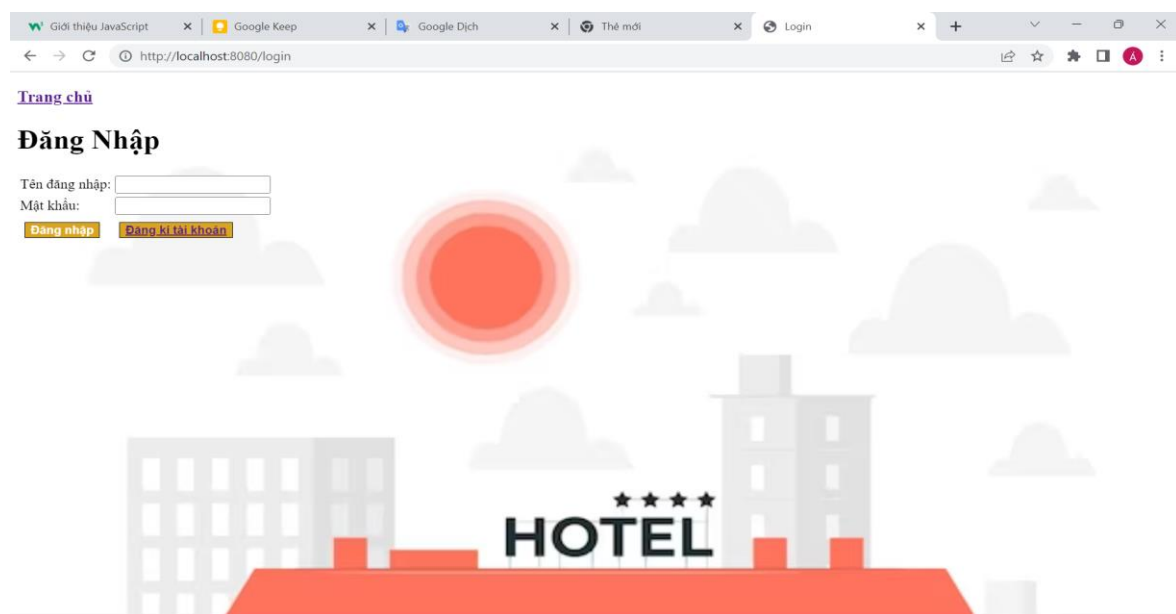 Giới thiệu JavaScript Google Keep Google Dịch Thẻ mới Login
http://localhost:8080/login A
Trang chủ
Đăng Nhập
Tên đăng nhập:
Mật khẩu:
Đăng nhập Đăng kí tài khoản
HOTEL